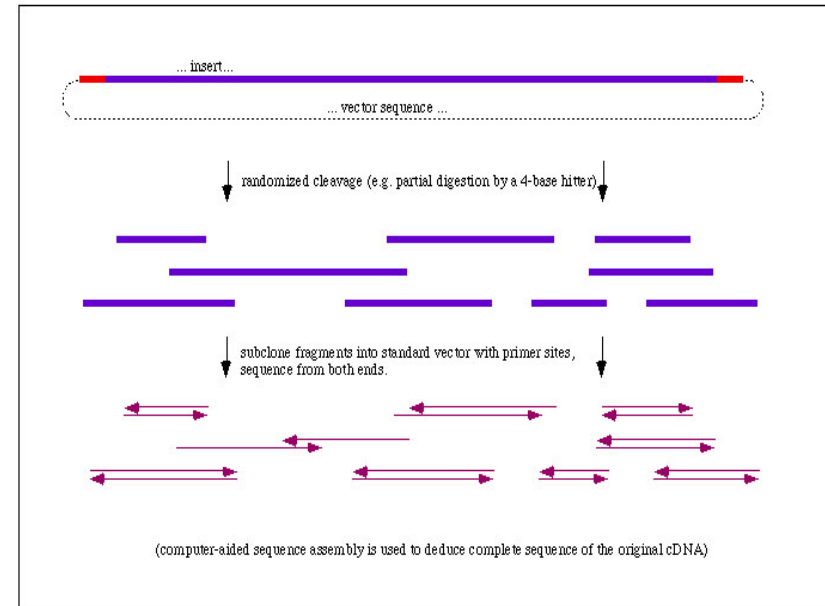 ... insert...
... vector sequence ...
randomized cleavage (e.g. partial digestion by a 4-base hitter)
subclone fragments into standard vector with primer sites,
sequence from both ends.
(computer-aided sequence assembly is used to deduce complete sequence of the original cDNA)